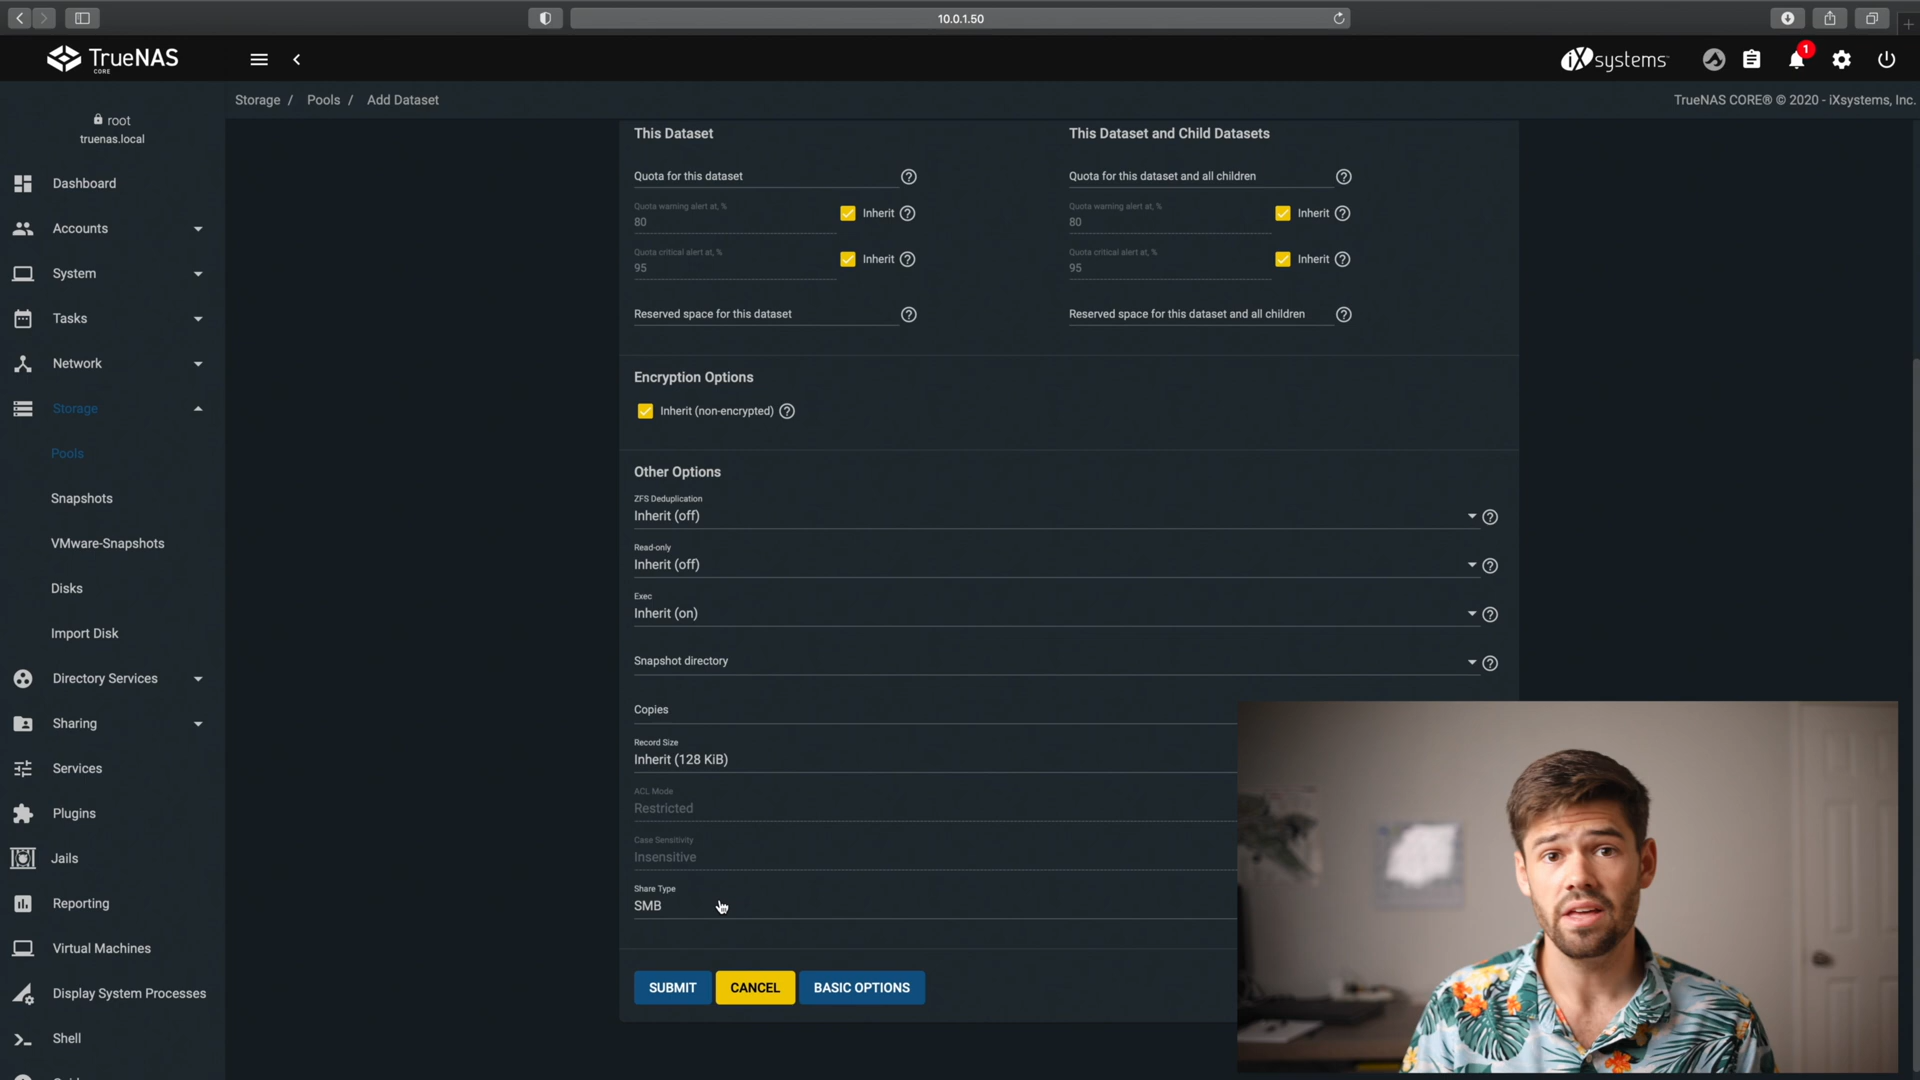 10.0.1.50
TrueNAS
CORE
iXsystems
1
Storage / Pools / Add Dataset
TrueNAS CORE® © 2020 - iXsystems, Inc.
root
truenas.local
Dashboard
Accounts
System
Tasks
Network
Storage
Pools
Snapshots
VMware-Snapshots
Disks
Import Disk
Directory Services
Sharing
Services
Plugins
Jails
Reporting
Virtual Machines
Display System Processes
Shell
This Dataset
Quota for this dataset
Quota warning alert at, %
80
Inherit
Quota critical alert at, %
95
Inherit
Reserved space for this dataset
This Dataset and Child Datasets
Quota for this dataset and all children
Quota warning alert at, %
80
Inherit
Quota critical alert at, %
95
Inherit
Reserved space for this dataset and all children
Encryption Options
Inherit (non-encrypted)
Other Options
ZFS Deduplication
Inherit (off)
Read-only
Inherit (off)
Exec
Inherit (on)
Snapshot directory
Copies
Record Size
Inherit (128 KiB)
ACL Mode
Restricted
Case Sensitivity
Insensitive
Share Type
SMB
SUBMIT
CANCEL
BASIC OPTIONS